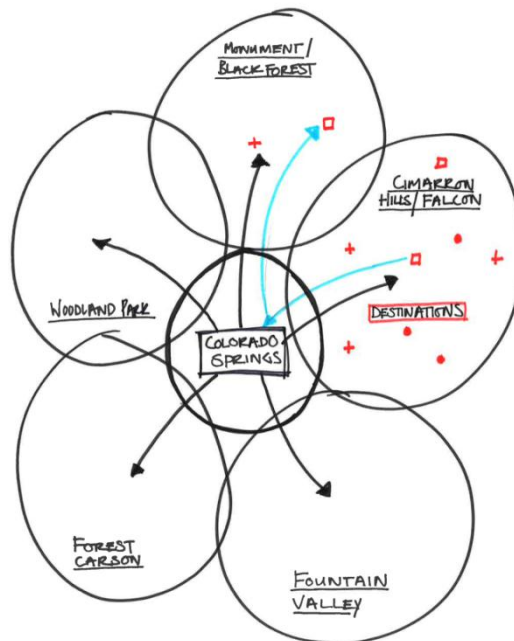 MONUMENT/
BLACK FOREST
CIMARRON
HILLS/FALCON
WOODLAND PARK
DESTINATIONS
COLORADO
SPRINGS
FOREST
CARSON
FOUNTAIN
VALLEY